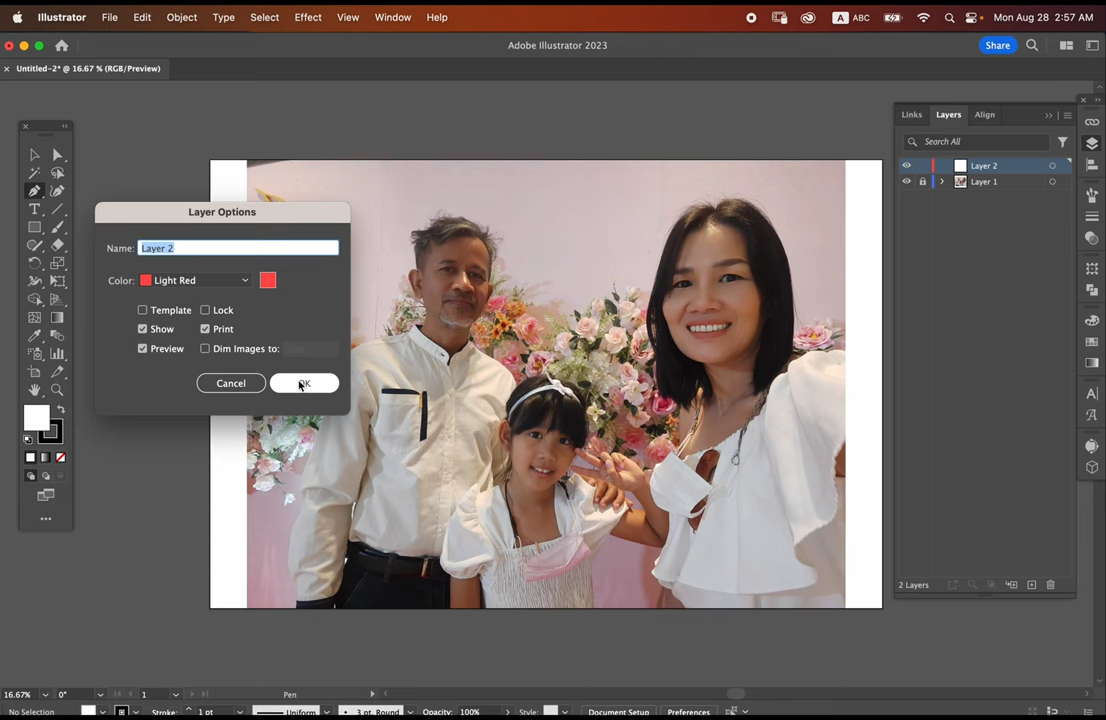 Illustrator File Edit Object Type Select Effect View Window Help A ABC Mon Aug 28 2:57 AM
Adobe Illustrator 2023 Share
× Untitled-2* @ 16.67 % (RGB/Preview)
Links Layers Align
Search All
Layer 2
Layer 1
Layer Options
Name: Layer 2
Color: Light Red
Template Lock
Show Print
Preview Dim Images to:
Cancel OK
2 Layers
16.67% 0° 1 Pen
No Selection Stroke: 1 pt Uniform 3 pt. Round Opacity: 100% Style: Document Setup Preferences